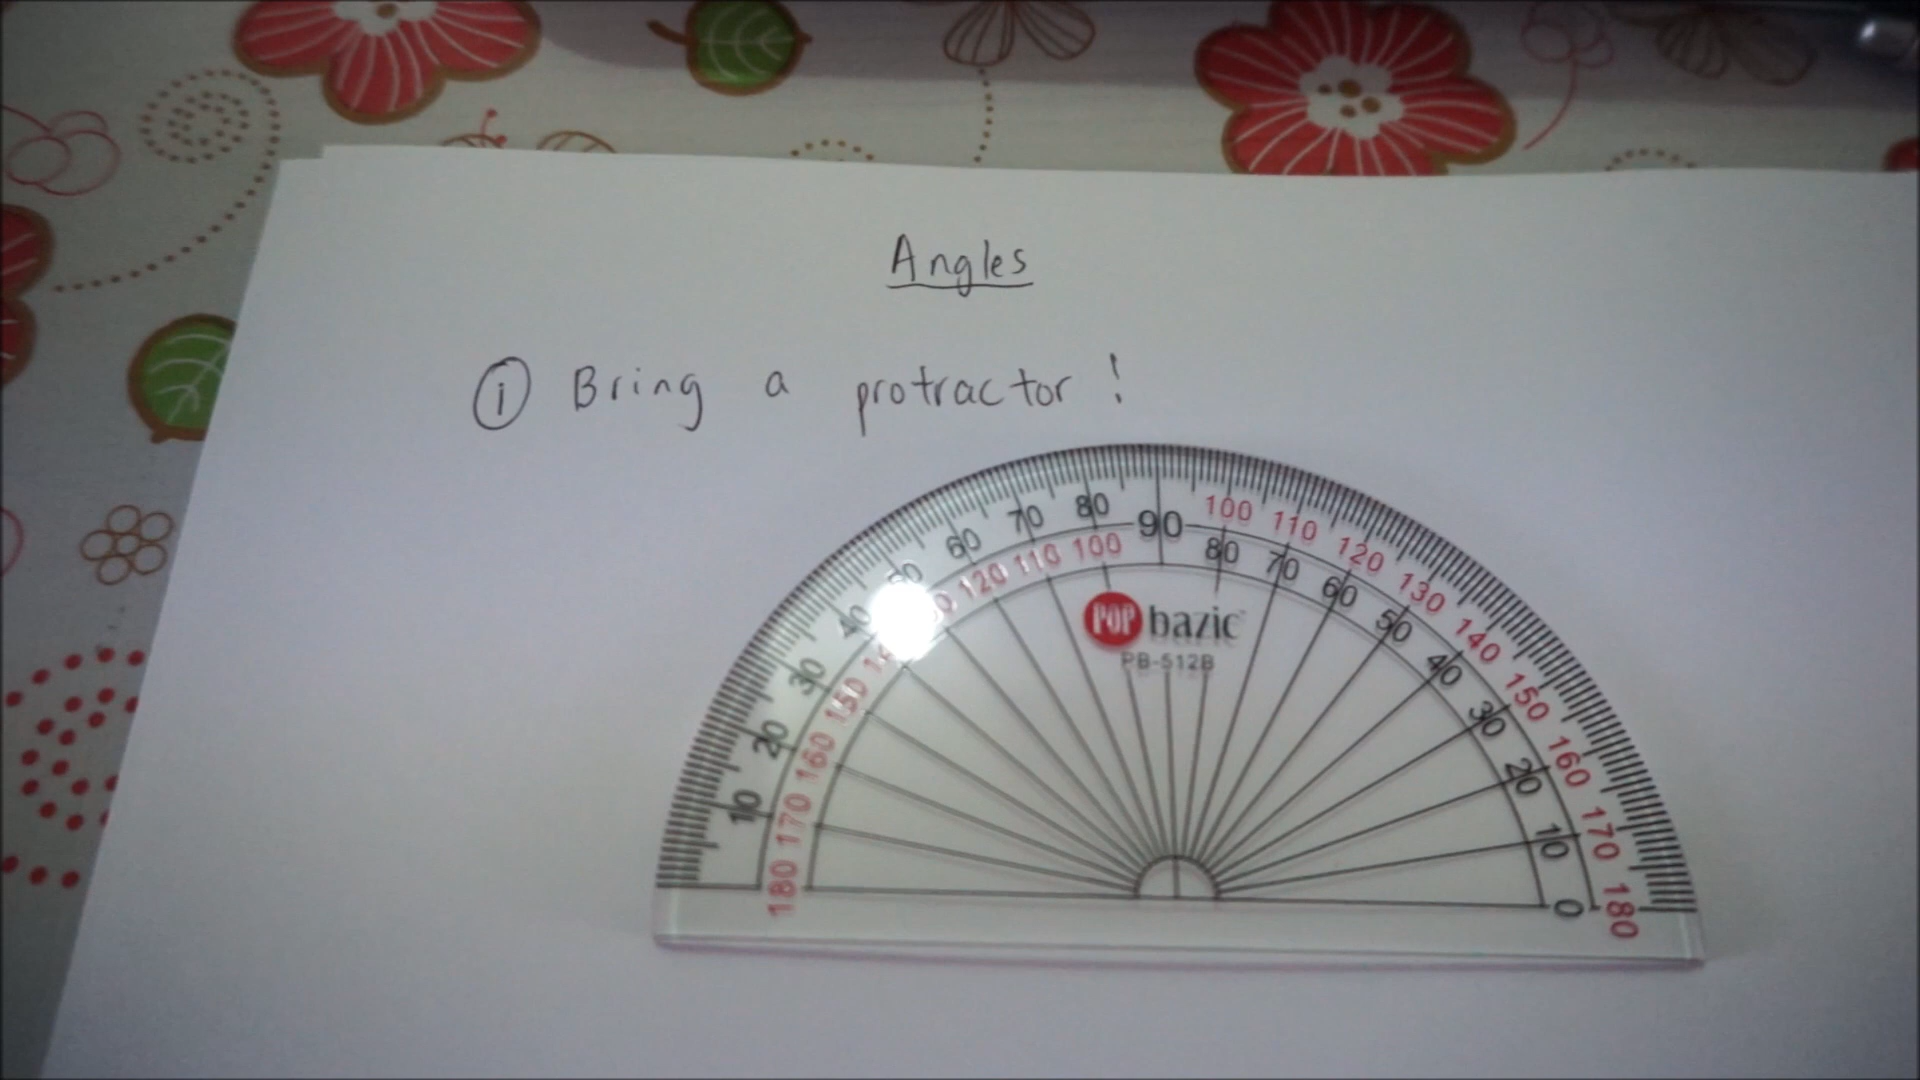 Angles
① Bring a protractor!
10 20 30 40 50 60 70 80 90 100 110 120 130 140 150 160 170 180
180 170 160 150 120 110 100 80 70 60 50 40 30 20 10 0
POP bazic
PB-512B